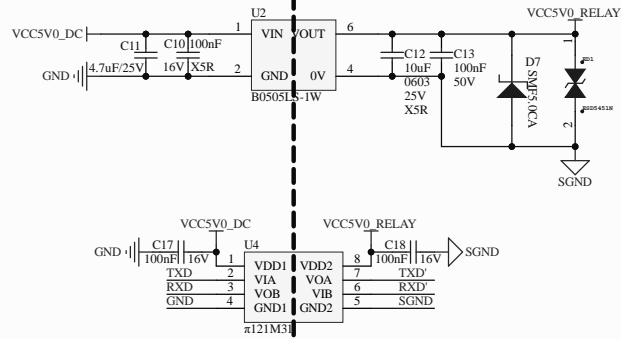 U2
VCC5V0_DC
1
VIN
VOUT
6
VCC5V0_RELAY
C11
C10
100nF
C12
C13
1
10uF
100nF
D7
RD1
GND
2
GND
0V
4
0603
50V
SMF5.0CA
4.7uF/25V
16V
X5R
25V
X5R
B0505LS-1W
2
SGND
VCC5V0_DC
VCC5V0_RELAY
C17
U4
C18
GND
100nF
16V
100nF
16V
SGND
1
VDD1
VDD2
8
TXD
2
VIA
VOA
7
TXD'
RXD
3
VOB
VIB
6
RXD'
GND
4
GND1
GND2
5
SGND
π121M31